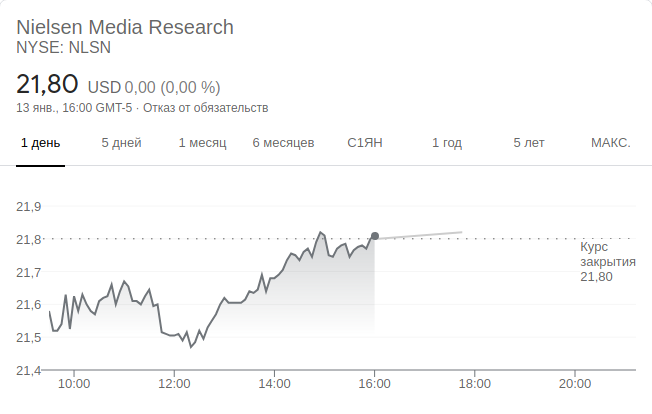 Nielsen Media Research
NYSE: NLSN
21,80 USD 0,00 (0,00 %)
13 янв., 16:00 GMT-5 · Отказ от обязательств
1 день 5 дней 1 месяц 6 месяцев С1ЯН 1 год 5 лет МАКС.
21,9
21,8
Курс
закрытия
21,80
21,7
21,6
21,5
21,4
10:00 12:00 14:00 16:00 18:00 20:00